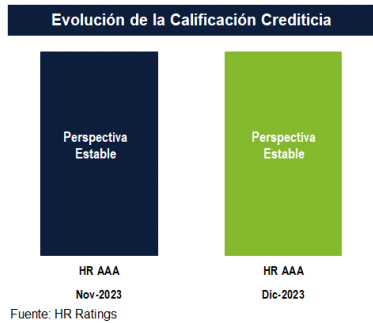 Evolución de la Calificación Crediticia
Perspectiva
Estable
Perspectiva
Estable
HR AAA
HR AAA
Nov-2023
Dic-2023
Fuente: HR Ratings